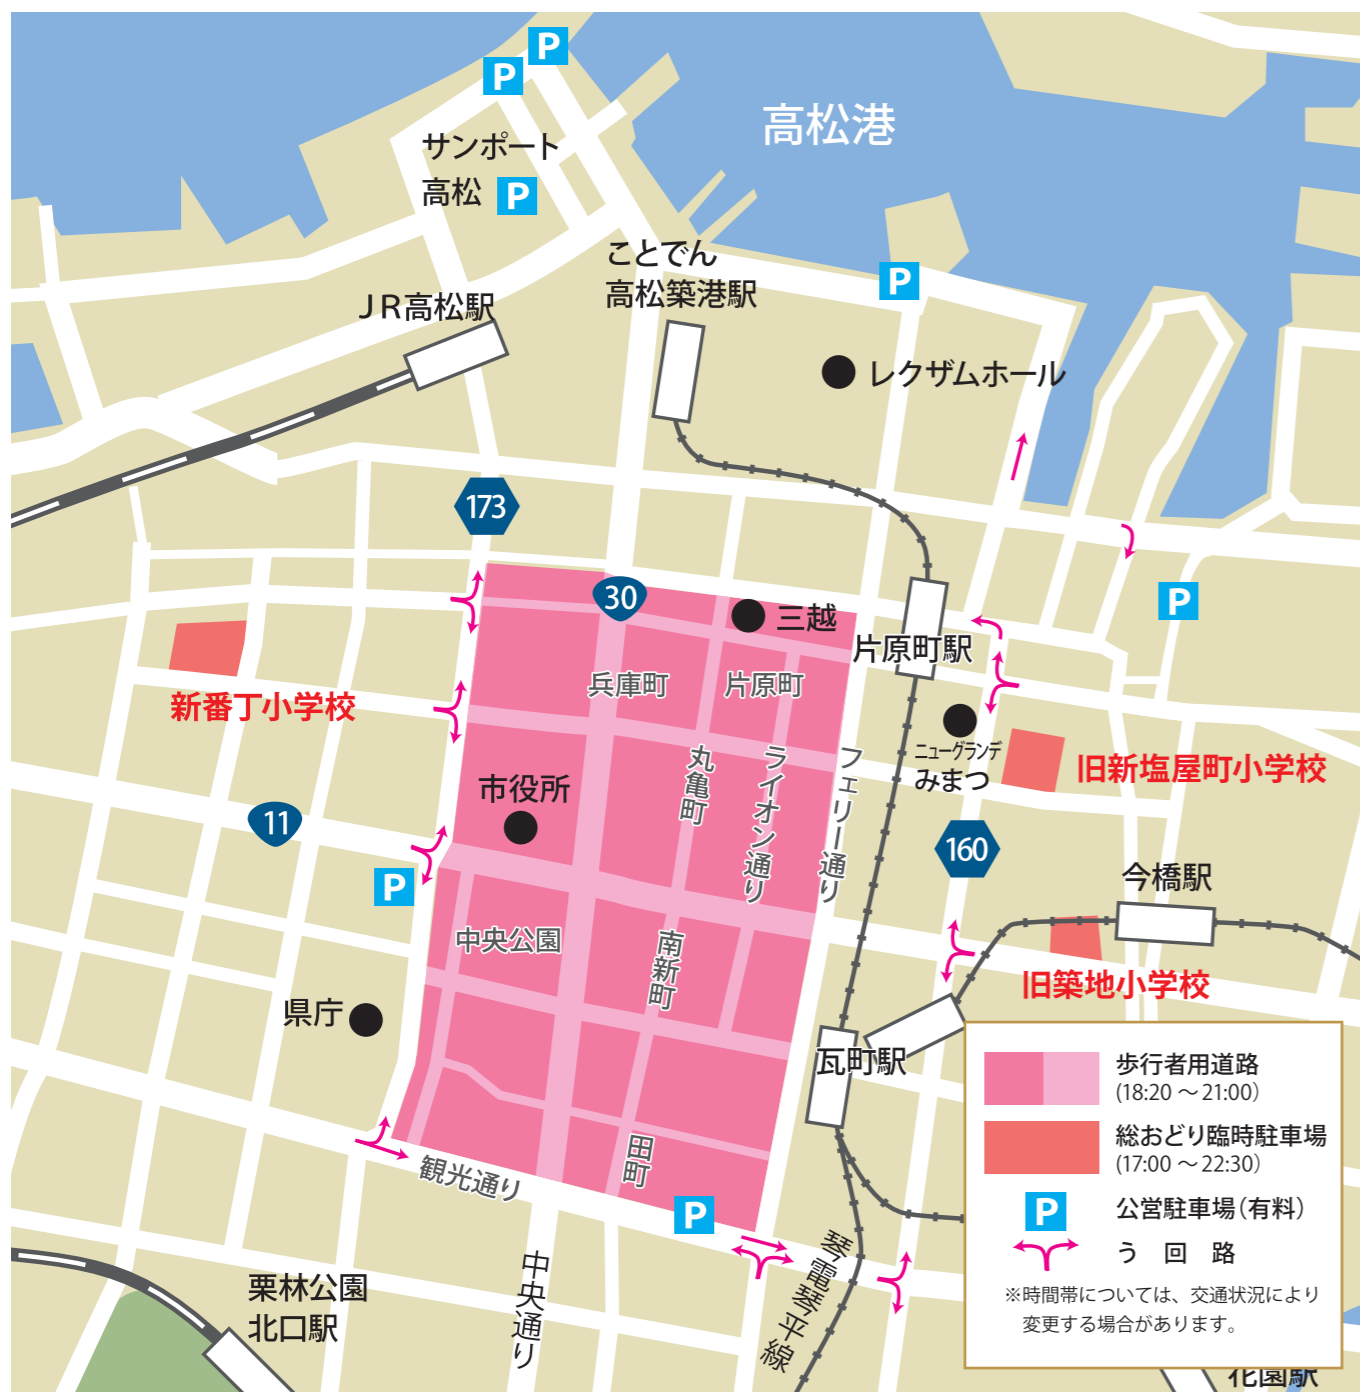 P
P
サンポート
高松 P
高松港
ことでん
高松築港駅
P
JR高松駅
レクザムホール
173
30
三越
P
片原町駅
兵庫町
片原町
新番丁小学校
丸亀町
ライオン通り
フェリー通り
ニューグランデ
みまつ
旧新塩屋町小学校
市役所
11
160
P
今橋駅
中央公園
南新町
旧築地小学校
県庁
瓦町駅
田町
観光通り
P
中央通り
琴電琴平線
栗林公園
北口駅
歩行者用道路
(18:20 ～21:00)
総おどり臨時駐車場
(17:00 ～22:30)
P 公営駐車場(有料)
う 回 路
※時間帯については、交通状況により
変更する場合があります。
花園駅